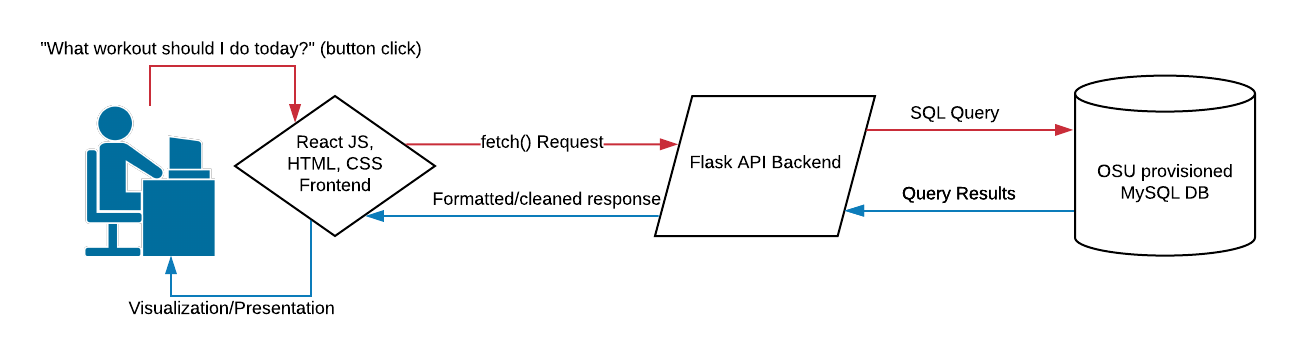 "What workout should I do today?" (button click)
React JS,
HTML, CSS
Frontend
fetch() Request
Formatted/cleaned response
Flask API Backend
SQL Query
Query Results
OSU provisioned
MySQL DB
Visualization/Presentation